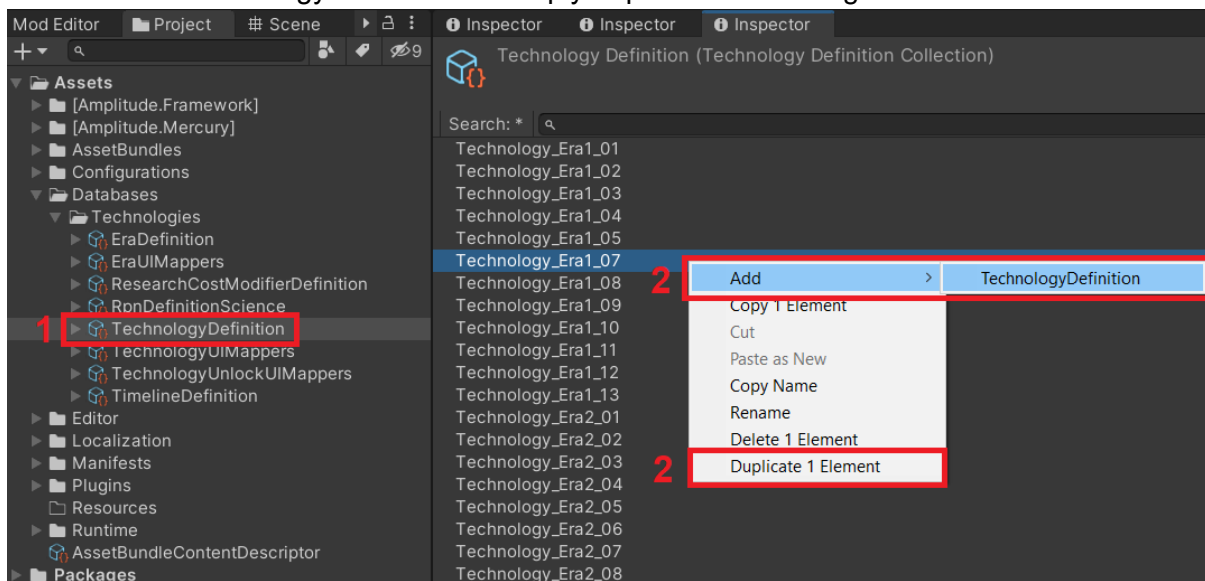 Mod Editor Project # Scene
Inspector Inspector Inspector
9
Technology Definition (Technology Definition Collection)
Search: *
Assets
[Amplitude.Framework]
[Amplitude.Mercury]
AssetBundles
Configurations
Databases
Technologies
EraDefinition
EraUIMappers
ResearchCostModifierDefinition
RpnDefinitionScience
1 TechnologyDefinition
TechnologyUIMappers
TechnologyUnlockUIMappers
TimelineDefinition
Editor
Localization
Manifests
Plugins
Resources
Runtime
AssetBundleContentDescriptor
Packages
Technology_Era1_01
Technology_Era1_02
Technology_Era1_03
Technology_Era1_04
Technology_Era1_05
Technology_Era1_07
Technology_Era1_08
Technology_Era1_09
Technology_Era1_10
Technology_Era1_11
Technology_Era1_12
Technology_Era1_13
Technology_Era2_01
Technology_Era2_02
Technology_Era2_03
Technology_Era2_04
Technology_Era2_05
Technology_Era2_06
Technology_Era2_07
Technology_Era2_08
2 Add > TechnologyDefinition
Copy 1 Element
Cut
Paste as New
Copy Name
Rename
Delete 1 Element
2 Duplicate 1 Element